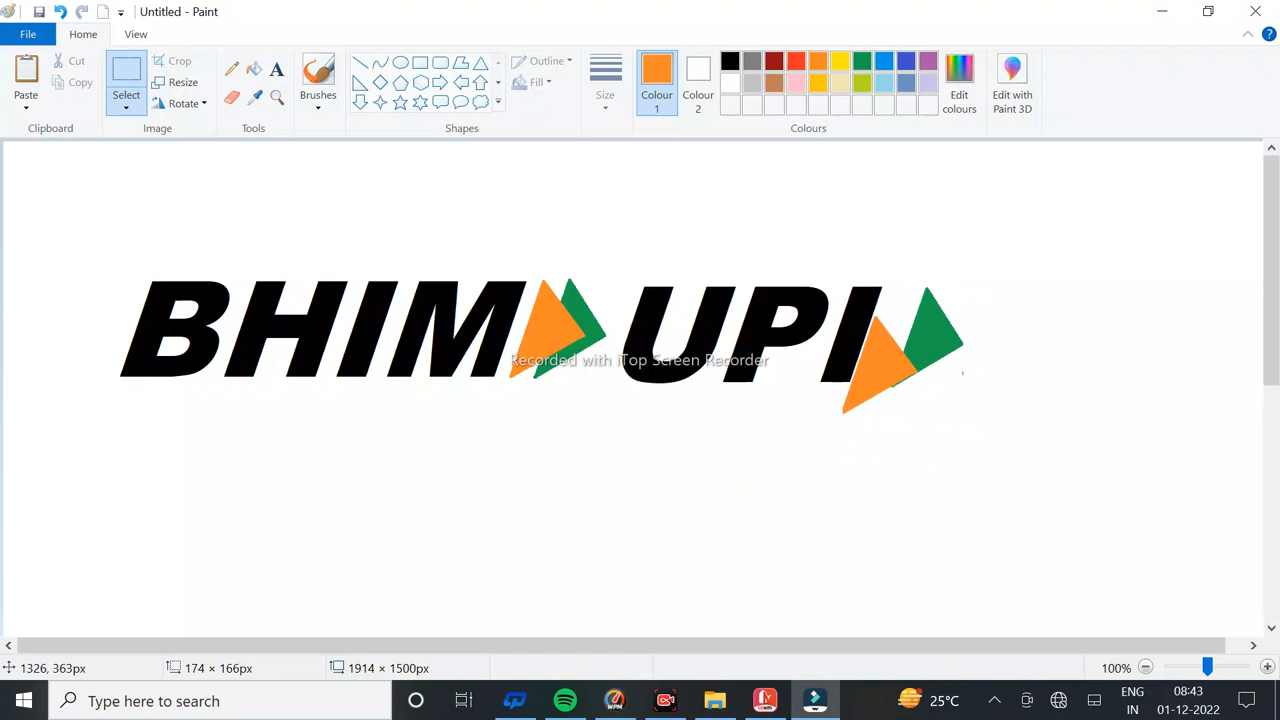 Untitled - Paint
File
Home
View
Paste
Cut
Copy
Clipboard
Select
Crop
Resize
Rotate
Image
A
Tools
Brushes
Outline
Fill
Shapes
Size
Colour 1
Colour 2
Edit colours
Colours
Edit with Paint 3D
BHIM UPI
Recorded with iTop Screen Recorder
1326, 363px
174 × 166px
1914 × 1500px
100%
Type here to search
WPM
25°C
ENG
IN
08:43
01-12-2022